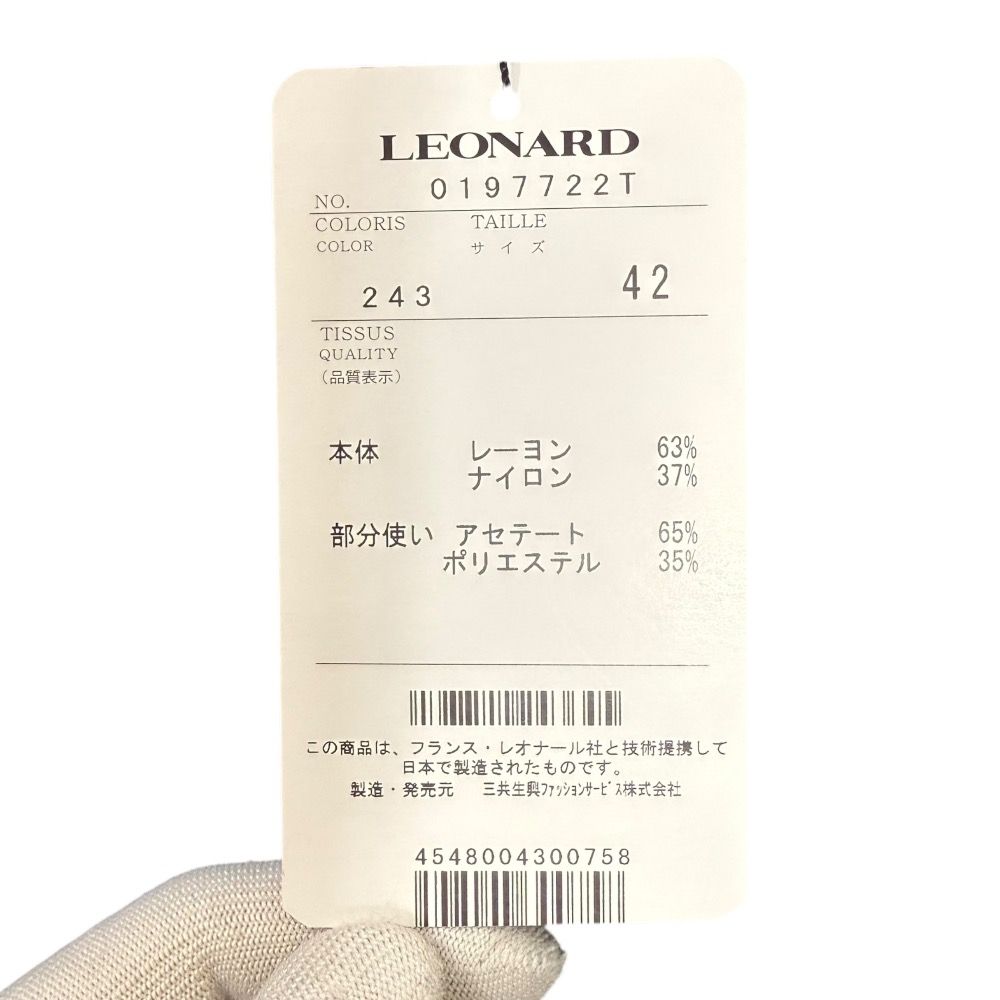 LEONARD
NO. 0197722T
COLORIS TAILLE
COLOR サイズ
243 42
TISSUS
QUALITY
(品質表示)
本体 レーヨン 63%
ナイロン 37%
部分使い アセテート 65%
ポリエステル 35%
この商品は、フランス・レオナール社と技術提携して
日本で製造されたものです。
製造・発売元 三共生興ファッションサービス株式会社
4548004300758